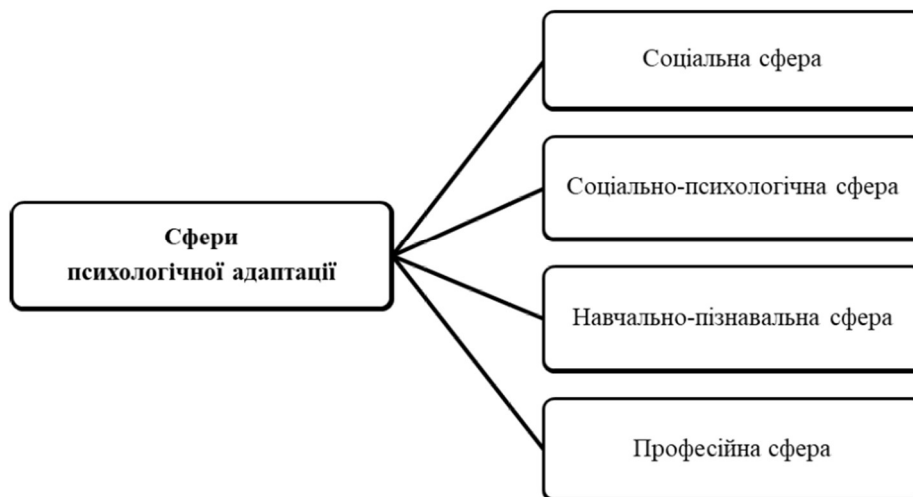 Соціальна сфера
Соціально-психологічна сфера
Сфери
психологічної адаптації
Навчально-пізнавальна сфера
Професійна сфера